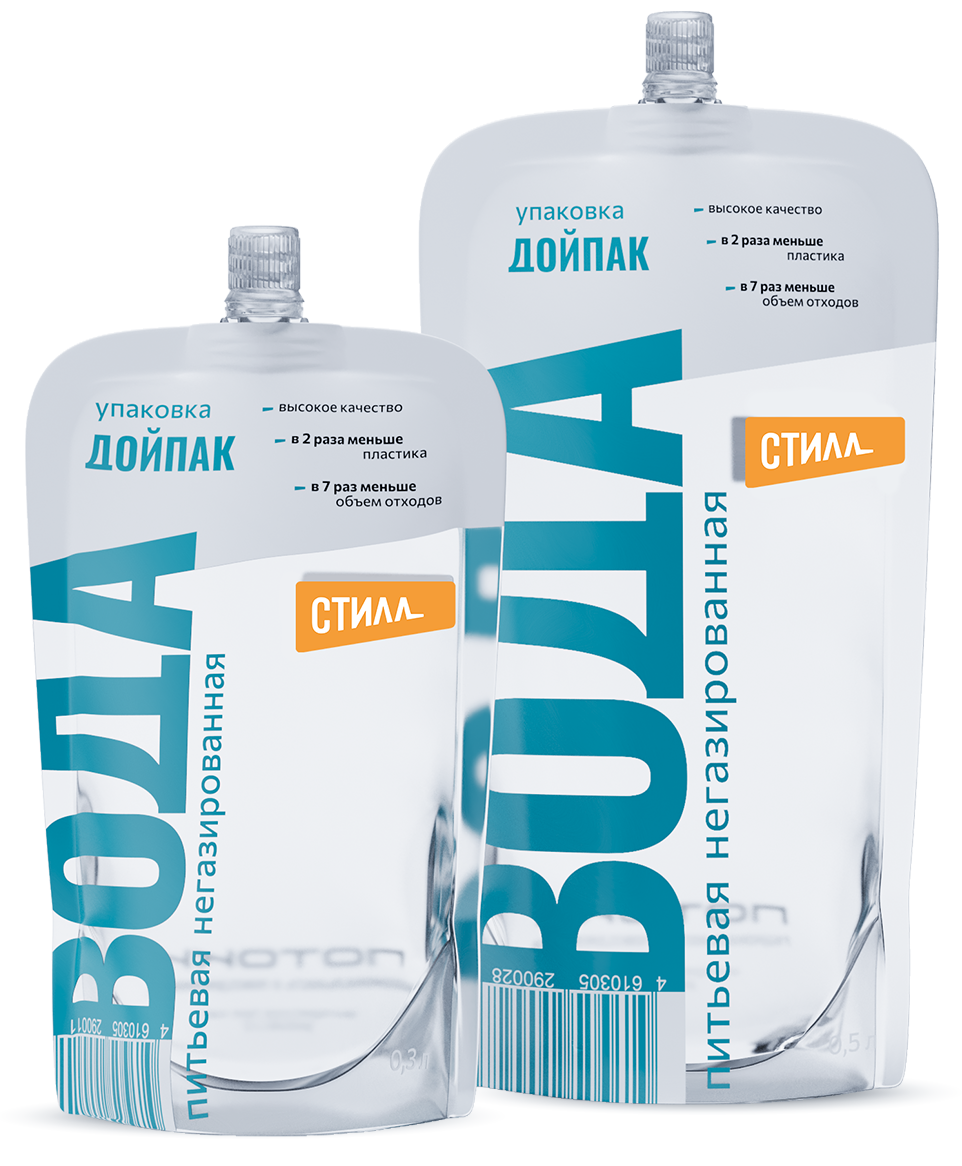 упаковка
ДОЙПАК
высокое качество
в 2 раза меньше
пластика
в 7 раз меньше
объем отходов
СТИЛЛ
ВОДА
питьевая негазированная
4 610305 290011
0,3 л
упаковка
ДОЙПАК
высокое качество
в 2 раза меньше
пластика
в 7 раз меньше
объем отходов
СТИЛЛ
ВОДА
питьевая негазированная
4 610305 290028
0,5 л